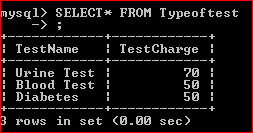 mysql> SELECT* FROM Typeoftest
    -> ;
+------------+------------+
| TestName   | TestCharge |
+------------+------------+
| Urine Test |         70 |
| Blood Test |         50 |
| Diabetes   |         50 |
+------------+------------+
3 rows in set (0.00 sec)